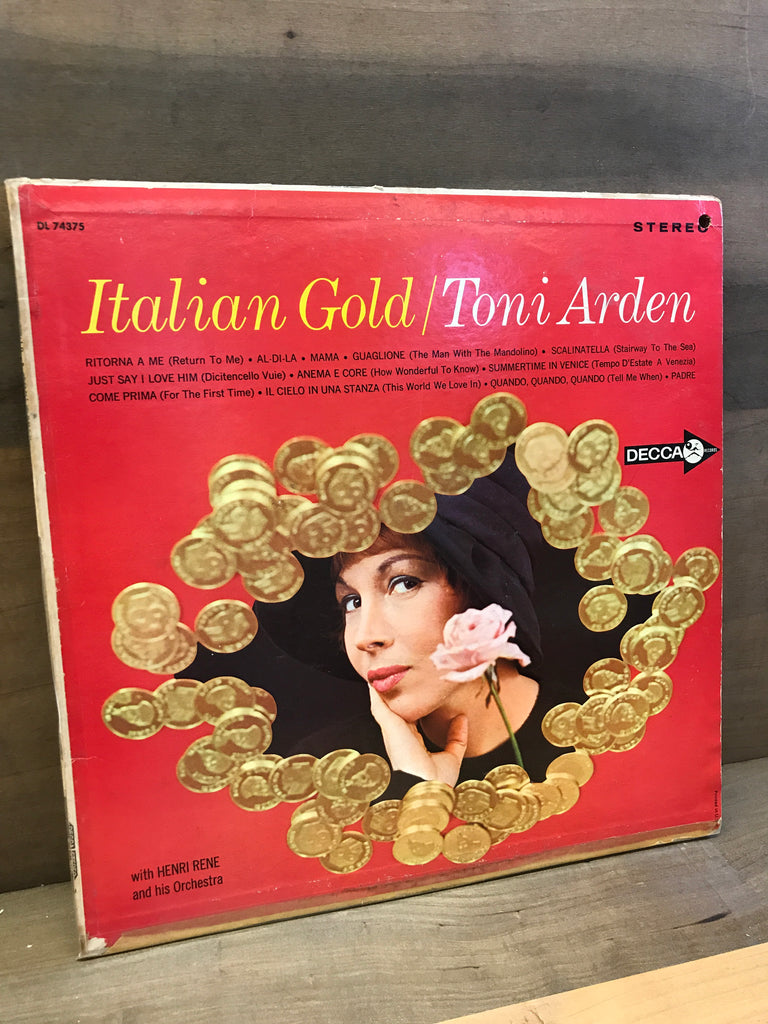 DL 74375
STEREO
Italian Gold/Toni Arden
RITORNA A ME (Return To Me) • AL-DI-LA • MAMA • GUAGLIONE (The Man With The Mandolino) • SCALINATELLA (Stairway To The Sea)
JUST SAY I LOVE HIM (Dicitencello Vuie) • ANEMA E CORE (How Wonderful To Know) • SUMMERTIME IN VENICE (Tempo D'Estate A Venezia)
COME PRIMA (For The First Time) • IL CIELO IN UNA STANZA (This World We Love In) • QUANDO, QUANDO, QUANDO (Tell Me When) • PADRE
DECCA RECORDS
with HENRI RENE
and his Orchestra